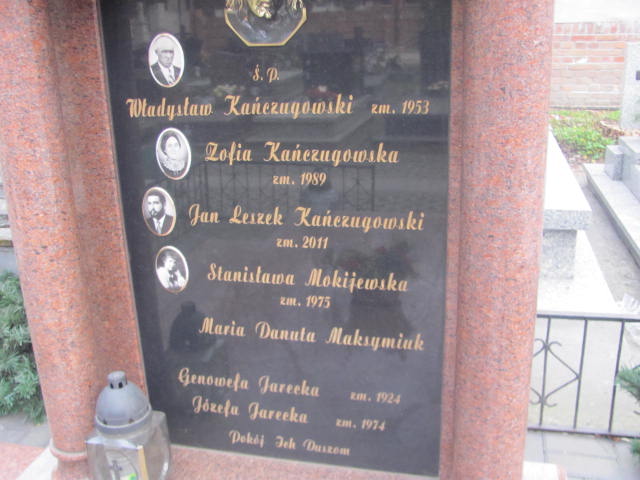 Ś.P.
Władysław Kańczugowski zm. 1953
Zofia Kańczugowska
zm. 1989
Jan Leszek Kańczugowski
zm. 2011
Stanisława Mokijewska
zm. 1975
Maria Danuta Maksymiuk
Genowefa Jarecka zm. 1924
Józefa Jarecka zm. 1974
Pokój Ich Duszom